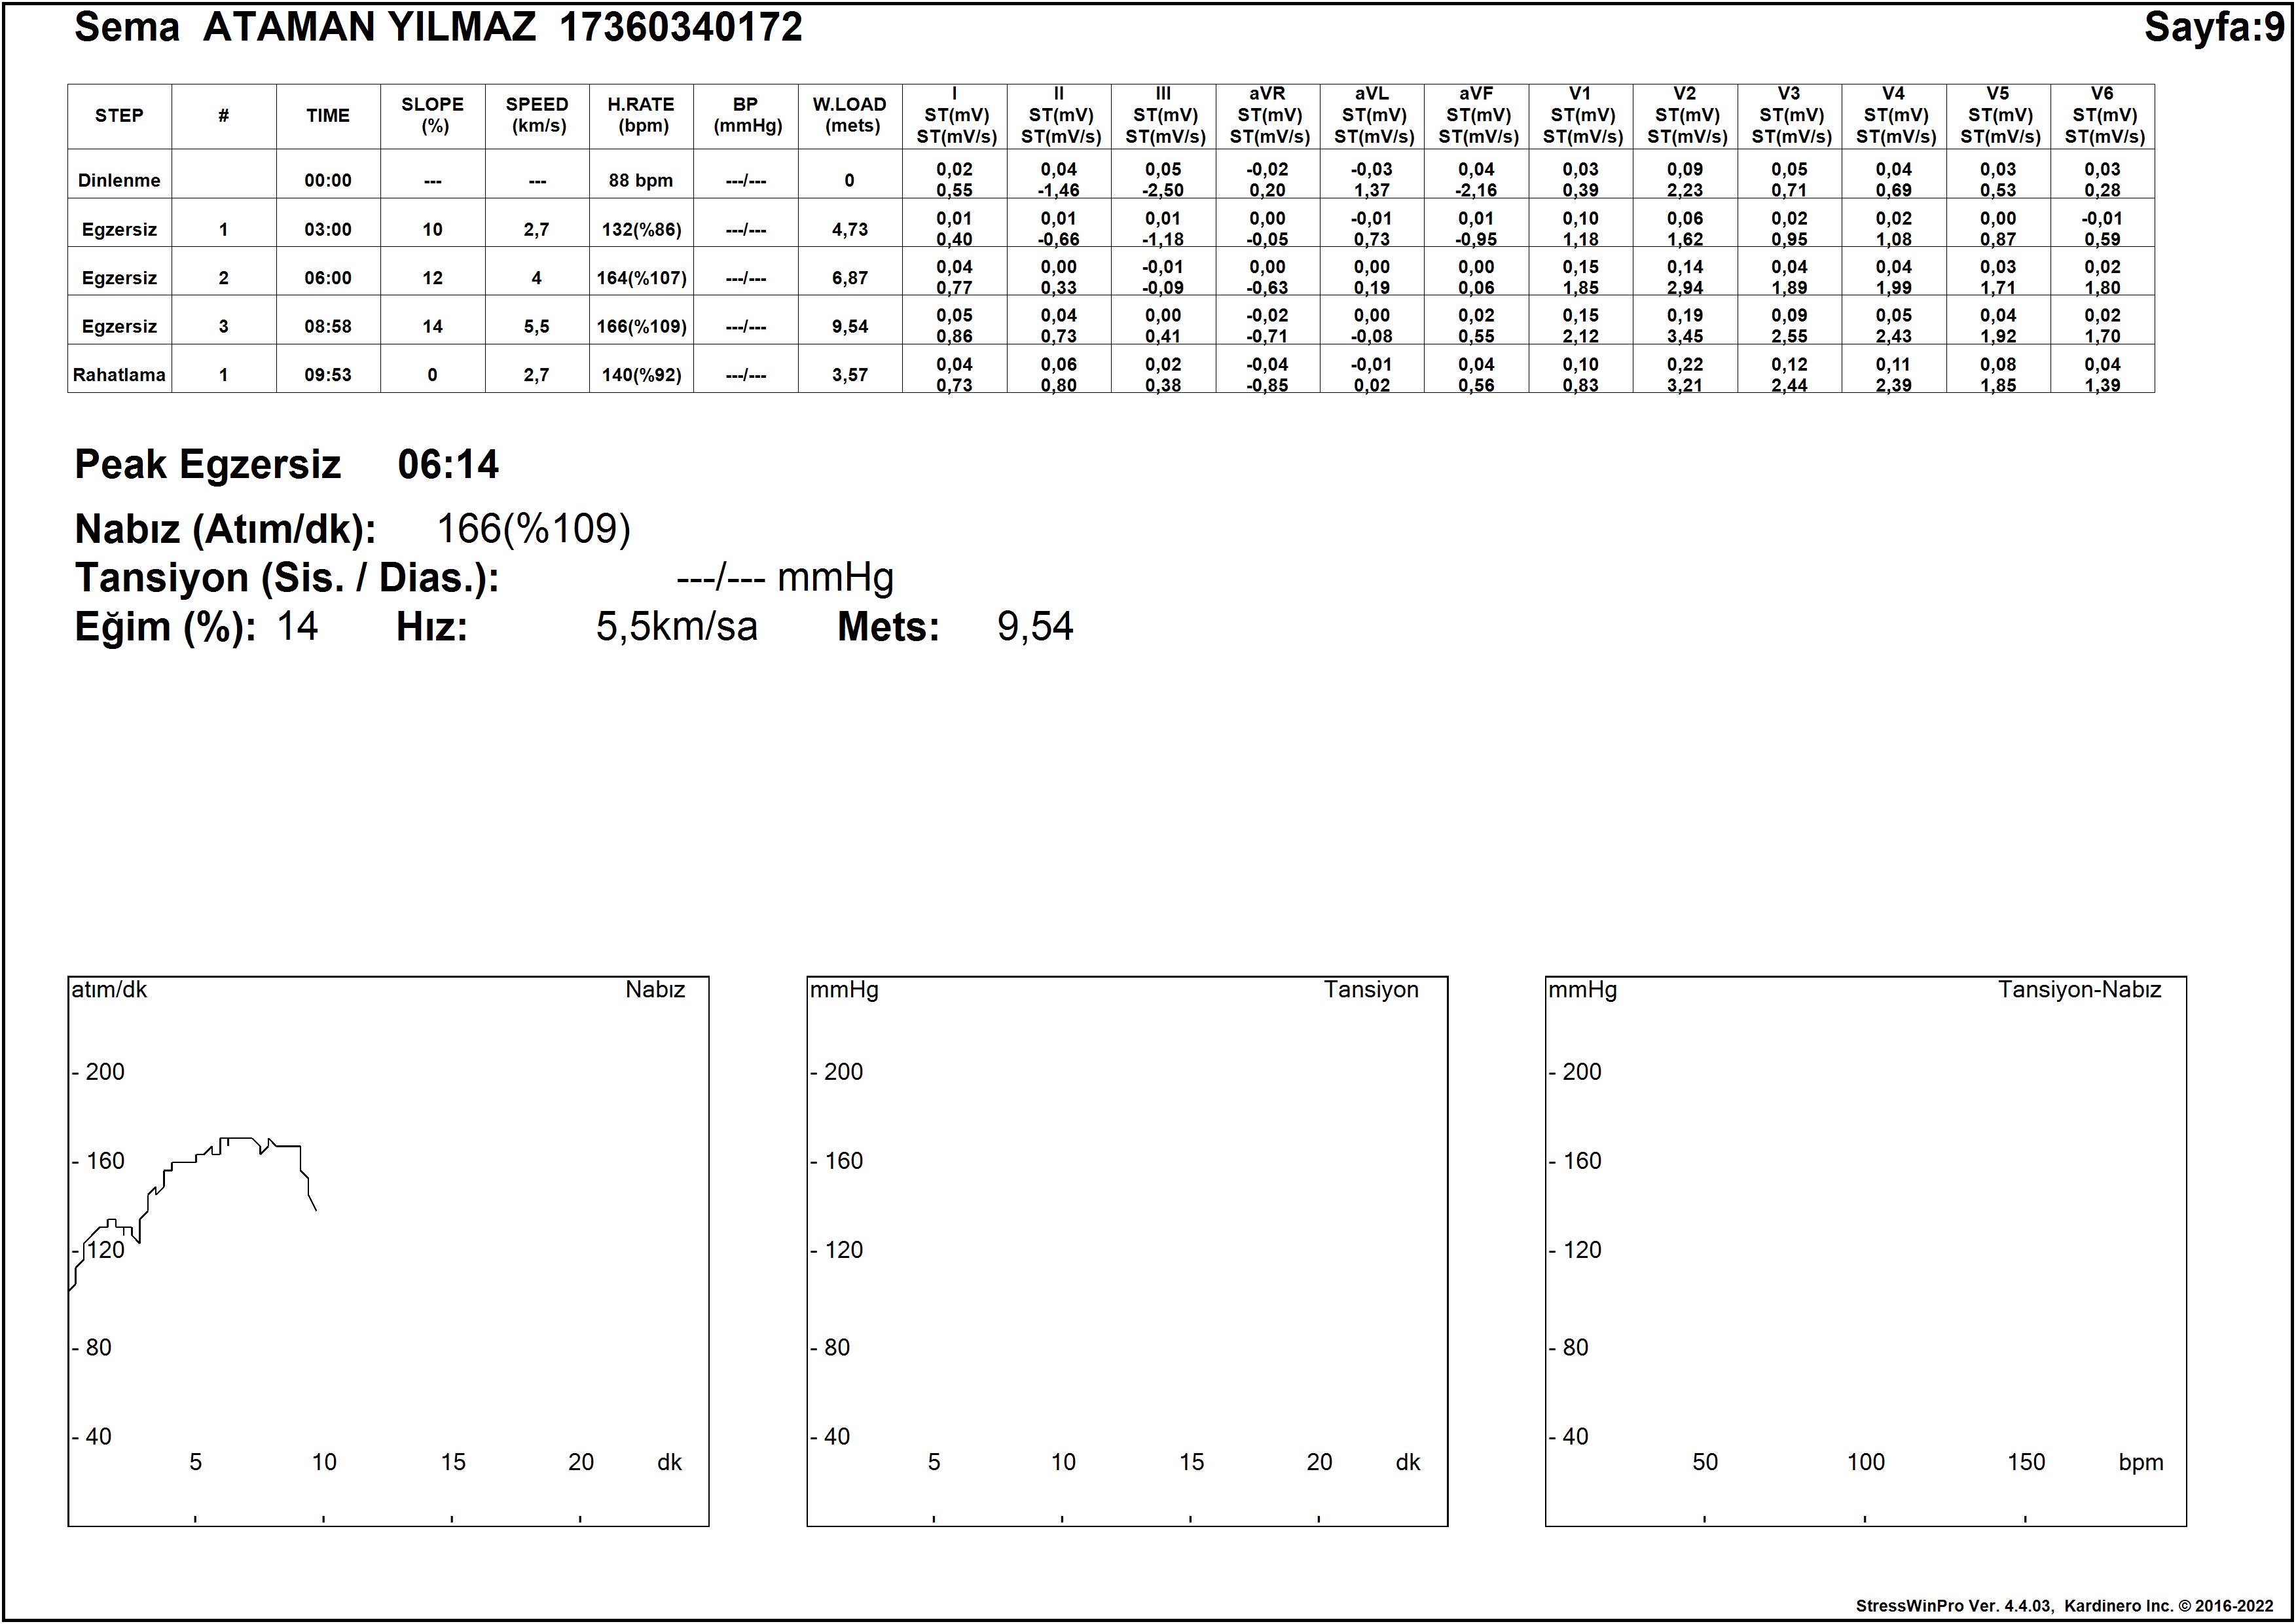 Sema ATAMAN YILMAZ 17360340172 Sayfa:9
STEP # TIME SLOPE (%) SPEED (km/s) H.RATE (bpm) BP (mmHg) W.LOAD (mets) I ST(mV) ST(mV/s) II ST(mV) ST(mV/s) III ST(mV) ST(mV/s) aVR ST(mV) ST(mV/s) aVL ST(mV) ST(mV/s) aVF ST(mV) ST(mV/s) V1 ST(mV) ST(mV/s) V2 ST(mV) ST(mV/s) V3 ST(mV) ST(mV/s) V4 ST(mV) ST(mV/s) V5 ST(mV) ST(mV/s) V6 ST(mV) ST(mV/s)
Dinlenme 00:00 --- --- 88 bpm ---/--- 0 0,02 0,55 0,04 -1,46 0,05 -2,50 -0,02 0,20 -0,03 1,37 0,04 -2,16 0,03 0,39 0,09 2,23 0,05 0,71 0,04 0,69 0,03 0,53 0,03 0,28
Egzersiz 1 03:00 10 2,7 132(%86) ---/--- 4,73 0,01 0,40 0,01 -0,66 0,01 -1,18 0,00 -0,05 -0,01 0,73 0,01 -0,95 0,10 1,18 0,06 1,62 0,02 0,95 0,02 1,08 0,00 0,87 -0,01 0,59
Egzersiz 2 06:00 12 4 164(%107) ---/--- 6,87 0,04 0,77 0,00 0,33 -0,01 -0,09 0,00 -0,63 0,00 0,19 0,00 0,06 0,15 1,85 0,14 2,94 0,04 1,89 0,04 1,99 0,03 1,71 0,02 1,80
Egzersiz 3 08:58 14 5,5 166(%109) ---/--- 9,54 0,05 0,86 0,04 0,73 0,00 0,41 -0,02 -0,71 0,00 -0,08 0,02 0,55 0,15 2,12 0,19 3,45 0,09 2,55 0,05 2,43 0,04 1,92 0,02 1,70
Rahatlama 1 09:53 0 2,7 140(%92) ---/--- 3,57 0,04 0,73 0,06 0,80 0,02 0,38 -0,04 -0,85 -0,01 0,02 0,04 0,56 0,10 0,83 0,22 3,21 0,12 2,44 0,11 2,39 0,08 1,85 0,04 1,39
Peak Egzersiz 06:14
Nabız (Atım/dk): 166(%109)
Tansiyon (Sis. / Dias.): ---/--- mmHg
Eğim (%): 14 Hız: 5,5km/sa Mets: 9,54
atım/dk Nabız
- 200
- 160
- 120
- 80
- 40
5 10 15 20 dk
mmHg Tansiyon
- 200
- 160
- 120
- 80
- 40
5 10 15 20 dk
mmHg Tansiyon-Nabız
- 200
- 160
- 120
- 80
- 40
50 100 150 bpm
StressWinPro Ver. 4.4.03, Kardinero Inc. © 2016-2022